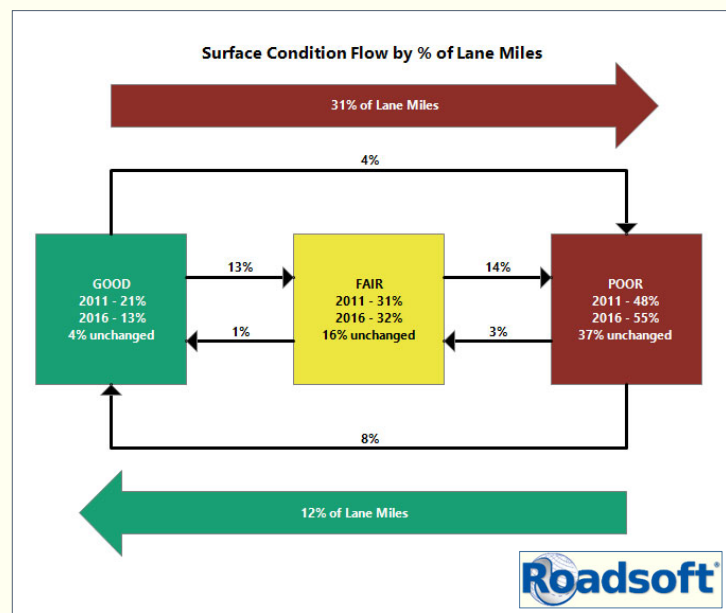 Surface Condition Flow by % of Lane Miles
31% of Lane Miles
4%
GOOD
2011 - 21%
2016 - 13%
4% unchanged
13%
1%
FAIR
2011 - 31%
2016 - 32%
16% unchanged
14%
3%
POOR
2011 - 48%
2016 - 55%
37% unchanged
8%
12% of Lane Miles
Roadsoft